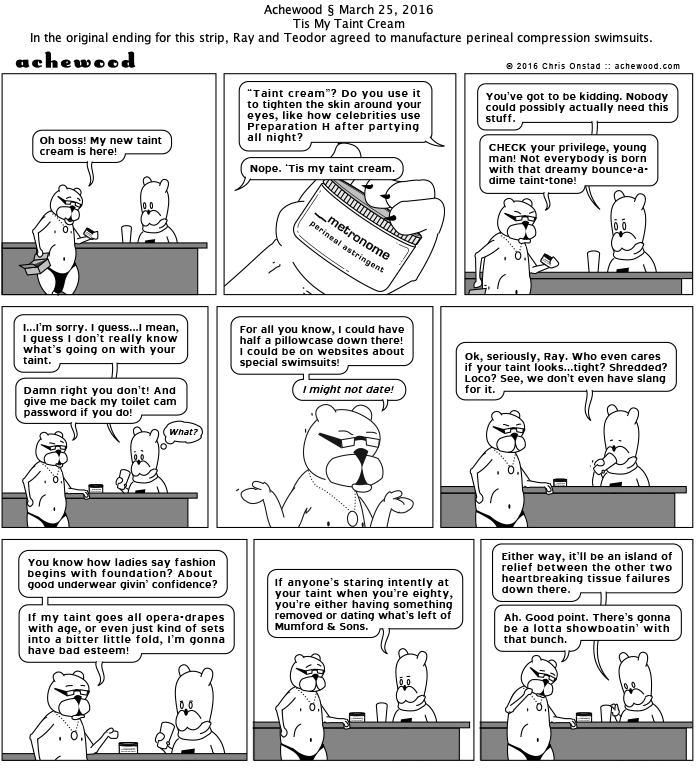 Achewood § March 25, 2016
Tis My Taint Cream
In the original ending for this strip, Ray and Teodor agreed to manufacture perineal compression swimsuits.
achewood
© 2016 Chris Onstad :: achewood.com
Oh boss! My new taint
cream is here!
"Taint cream"? Do you use it
to tighten the skin around your
eyes, like how celebrities use
Preparation H after partying
all night?
Nope. 'Tis my taint cream.
metronome
perineal astringent
You've got to be kidding. Nobody
could possibly actually need this
stuff.
CHECK your privilege, young
man! Not everybody is born
with that dreamy bounce-a-
dime taint-tone!
I...I'm sorry. I guess...I mean,
I guess I don't really know
what's going on with your
taint.
Damn right you don't! And
give me back my toilet cam
password if you do!
What?
For all you know, I could have
half a pillowcase down there!
I could be on websites about
special swimsuits!
I might not date!
Ok, seriously, Ray. Who even cares
if your taint looks...tight? Shredded?
Loco? See, we don't even have slang
for it.
You know how ladies say fashion
begins with foundation? About
good underwear givin' confidence?
If my taint goes all opera-drapes
with age, or even just kind of sets
into a bitter little fold, I'm gonna
have bad esteem!
If anyone's staring intently at
your taint when you're eighty,
you're either having something
removed or dating what's left of
Mumford & Sons.
Either way, it'll be an island of
relief between the other two
heartbreaking tissue failures
down there.
Ah. Good point. There's gonna
be a lotta showboatin' with
that bunch.